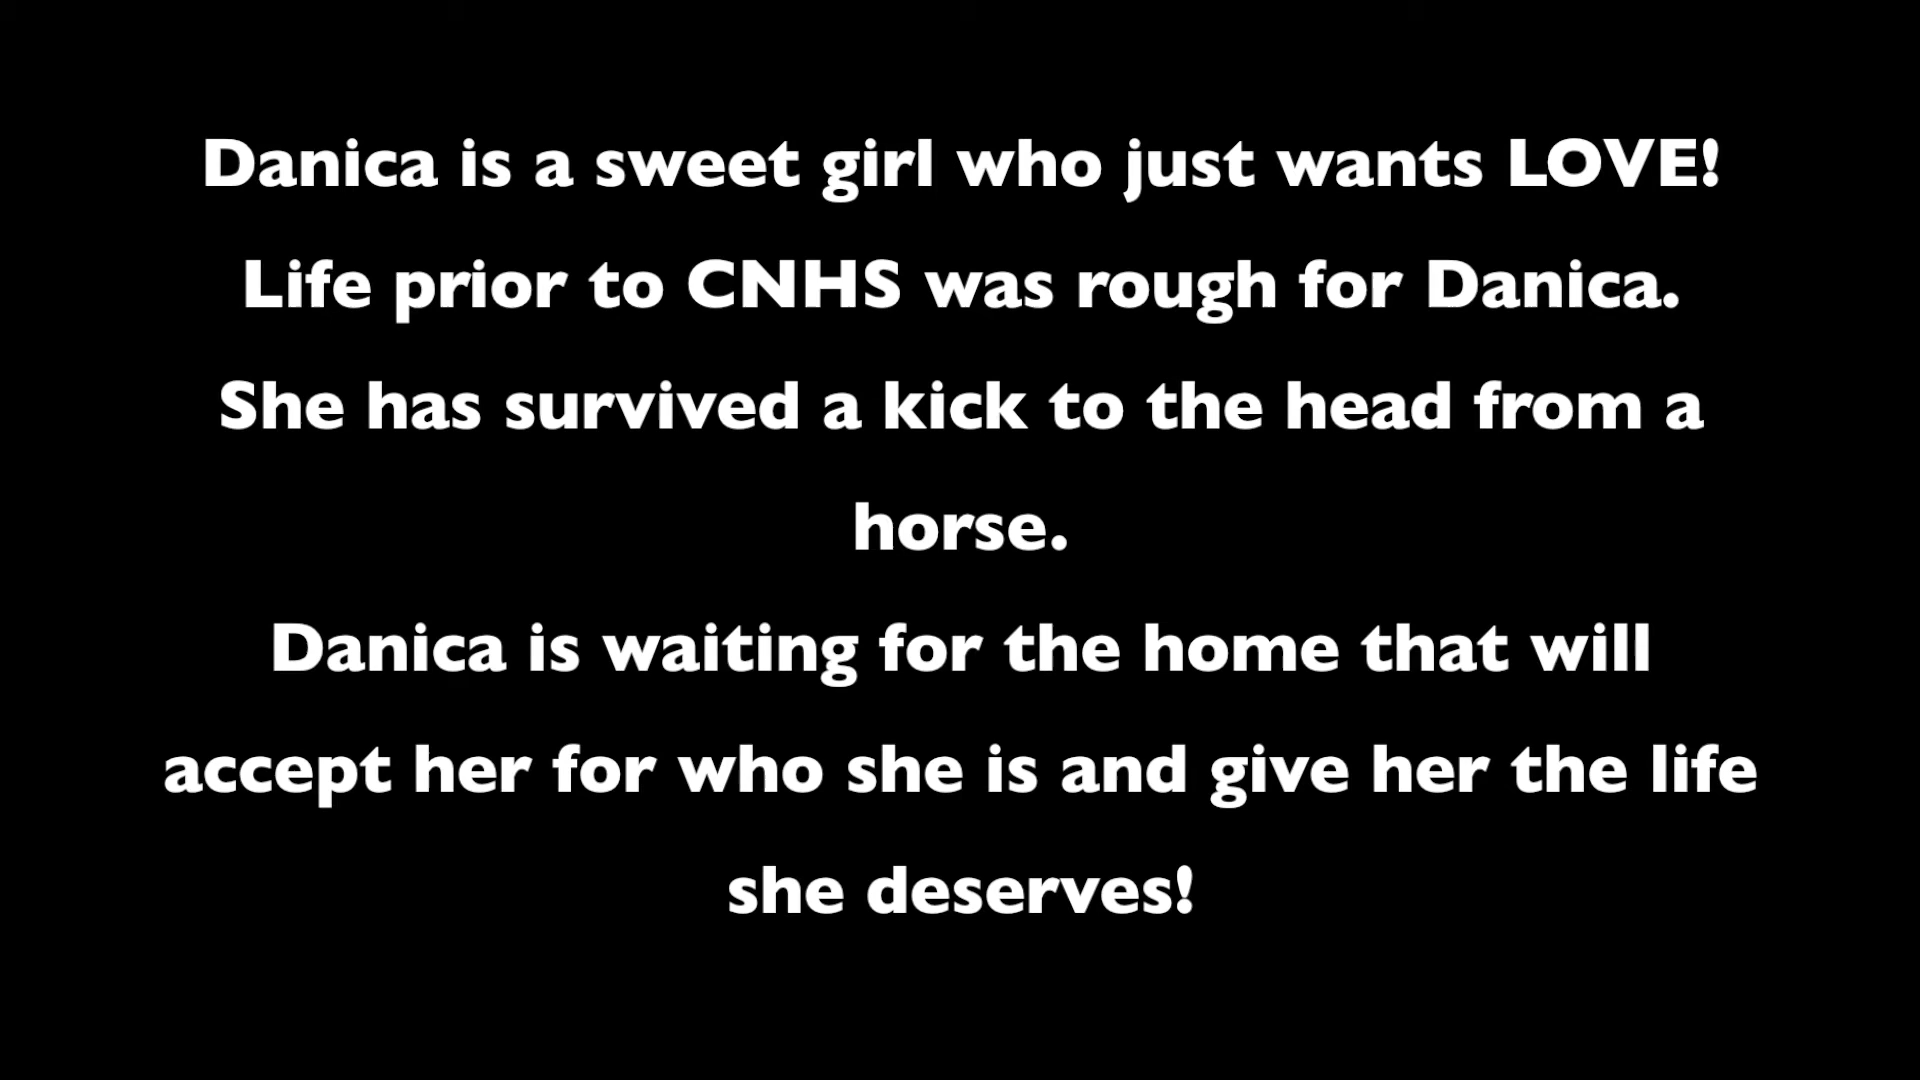 Danica is a sweet girl who just wants LOVE!
Life prior to CNHS was rough for Danica.
She has survived a kick to the head from a
horse.
Danica is waiting for the home that will
accept her for who she is and give her the life
she deserves!